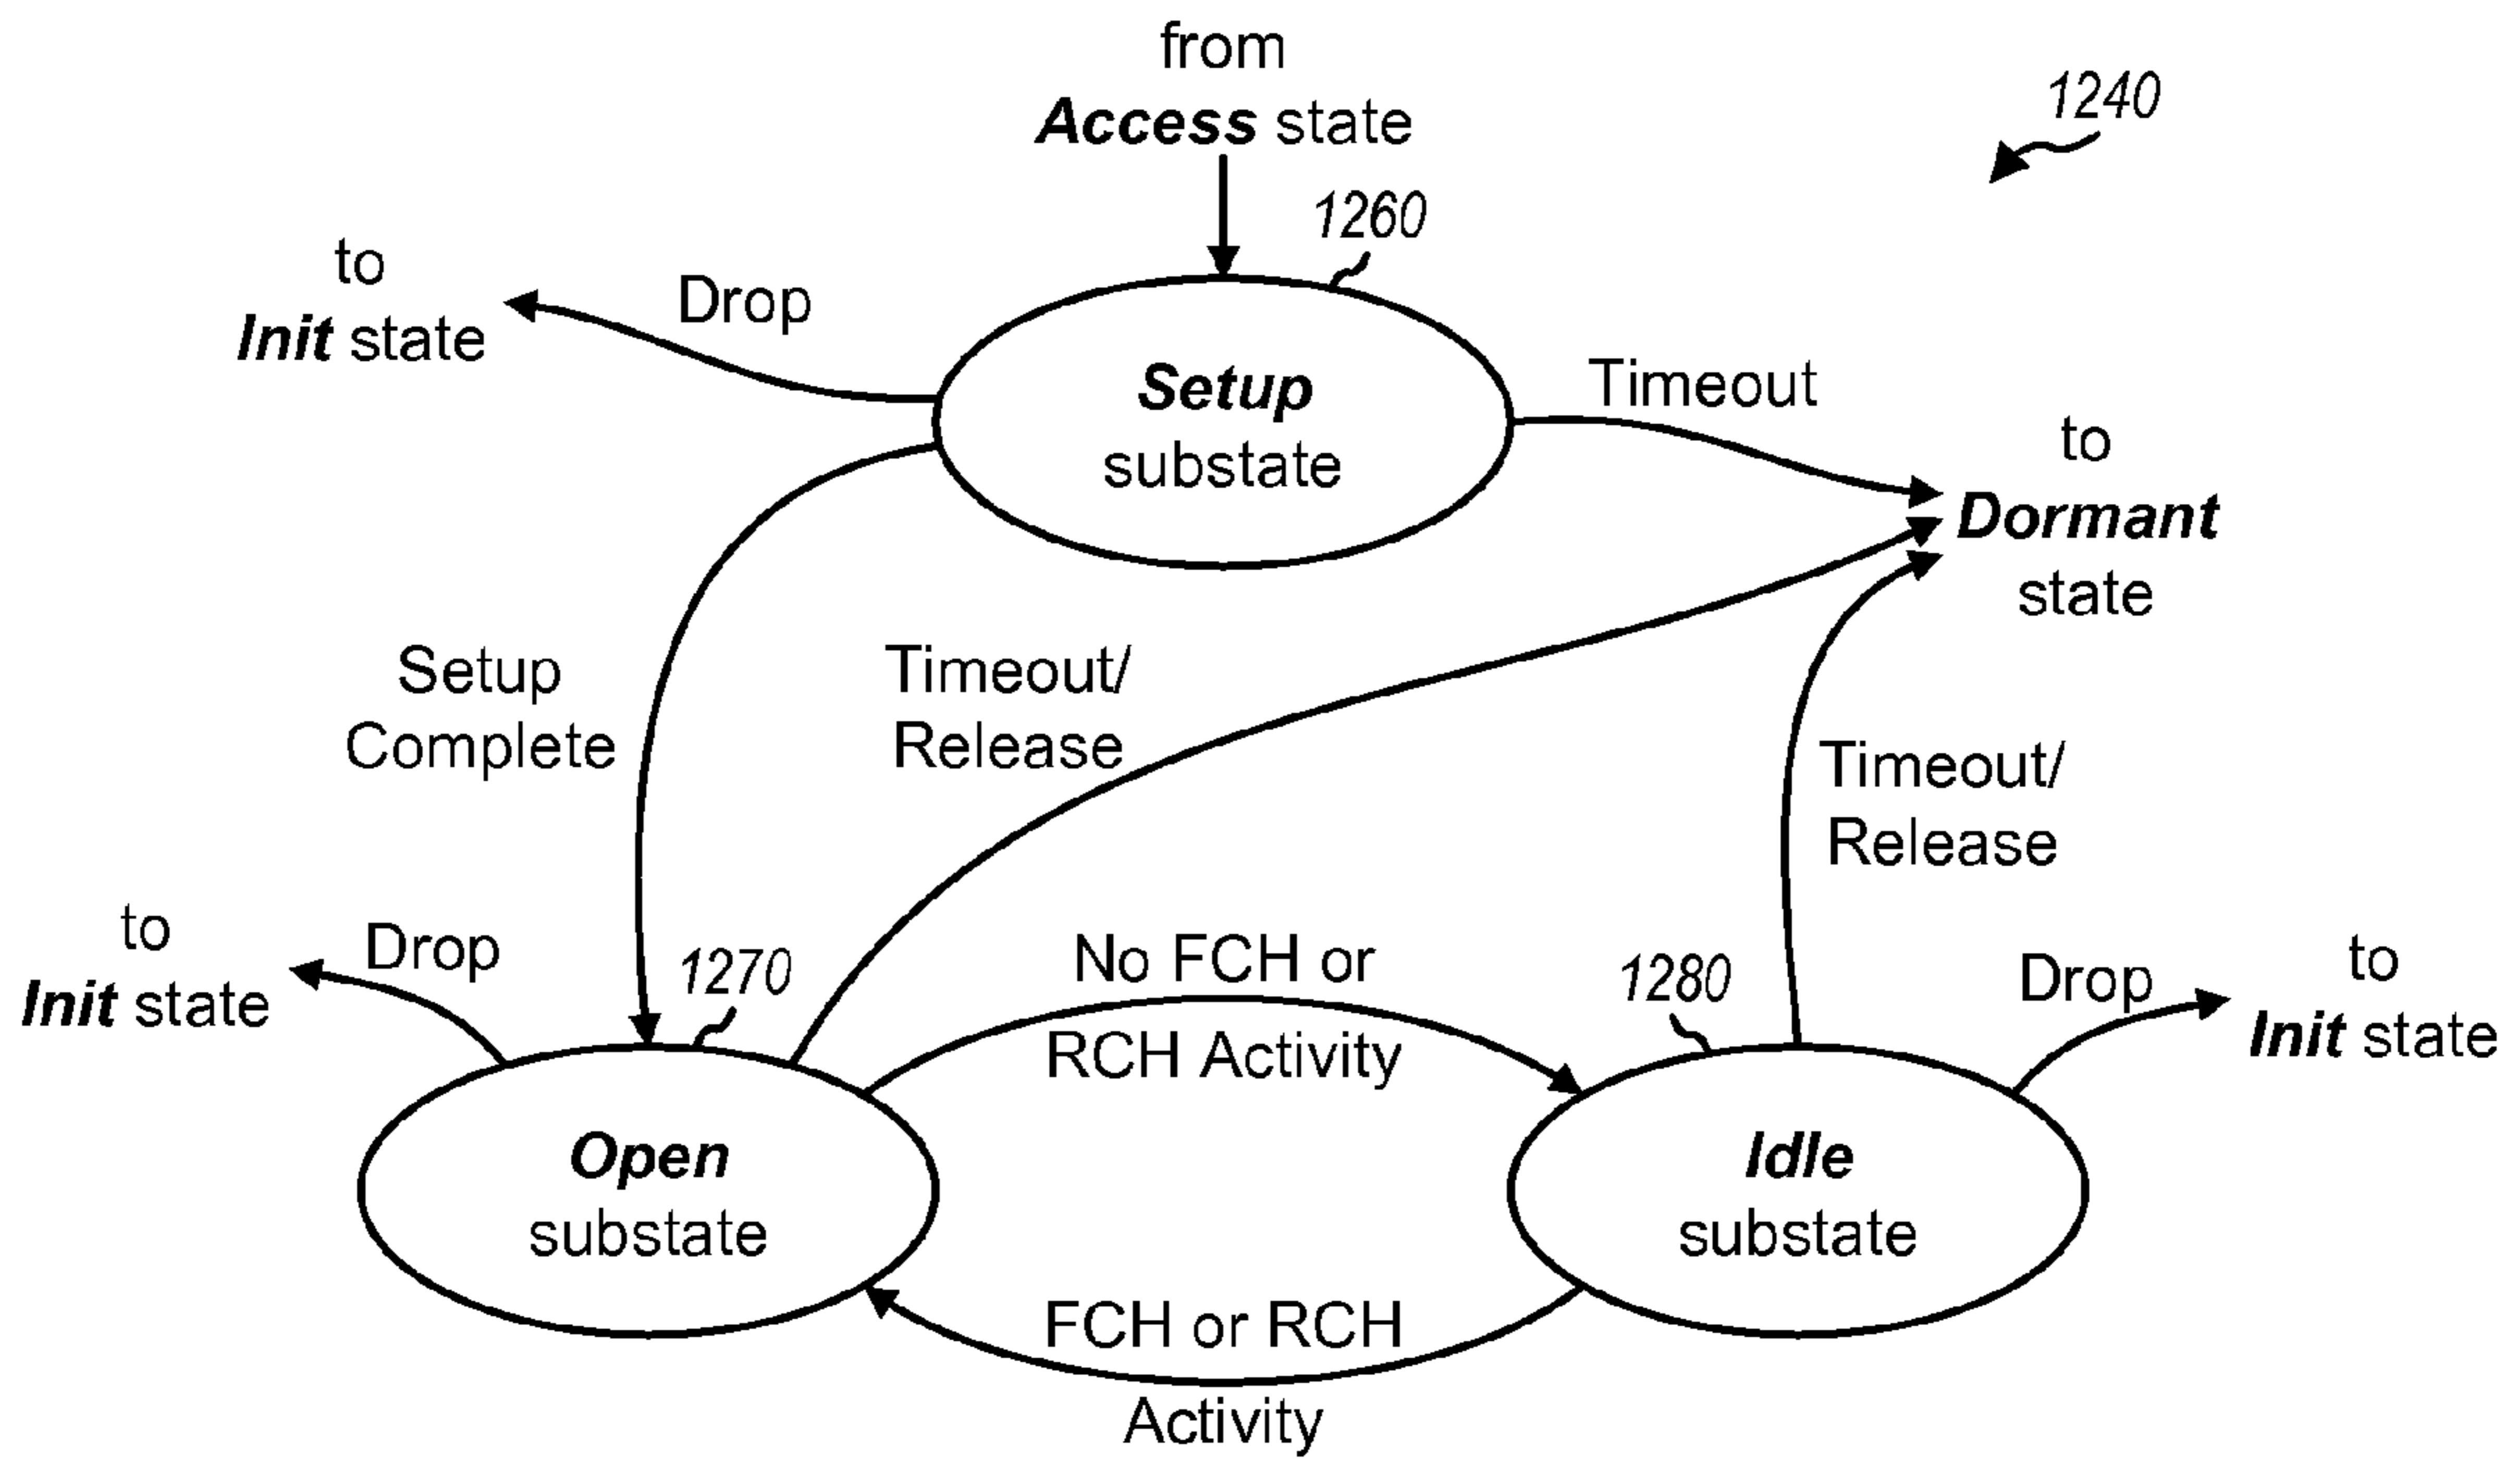 from
Access state
1240
1260
to
Init state
Drop
Setup
substate
Timeout
to
Dormant
state
Setup
Complete
Timeout/
Release
Timeout/
Release
to
Init state
Drop
1270
No FCH or
RCH Activity
1280
Drop
to
Init state
Open
substate
Idle
substate
FCH or RCH
Activity